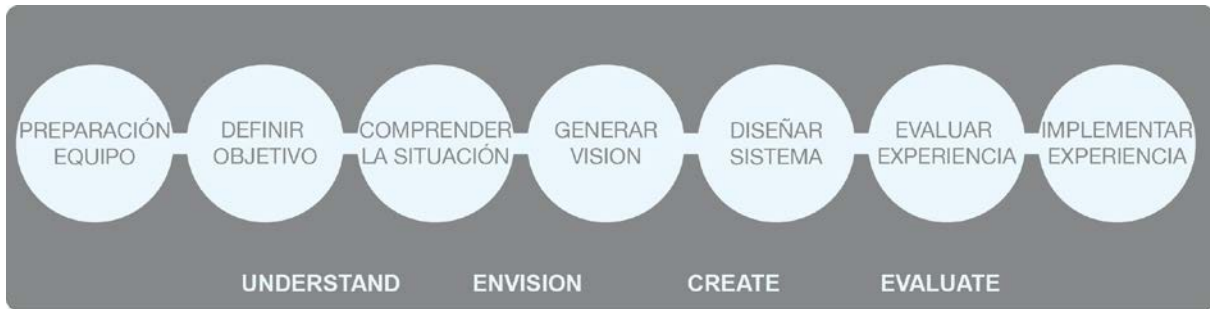 PREPARACIÓN
EQUIPO
DEFINIR
OBJETIVO
COMPRENDER
LA SITUACIÓN
GENERAR
VISION
DISEÑAR
SISTEMA
EVALUAR
EXPERIENCIA
IMPLEMENTAR
EXPERIENCIA
UNDERSTAND
ENVISION
CREATE
EVALUATE